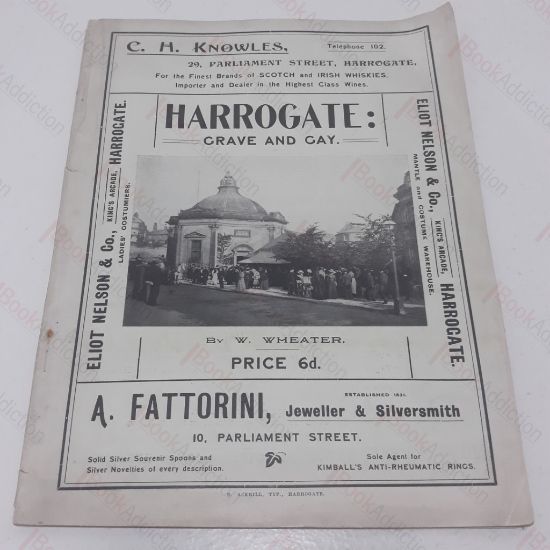 C. H. KNOWLES,
Telephone 102.
29, PARLIAMENT STREET, HARROGATE,
For the Finest Brands of SCOTCH and IRISH WHISKIES.
Importer and Dealer in the Highest Class Wines.
HARROGATE:
GRAVE AND GAY.
ELIOT NELSON & Co., KING'S ARCADE, HARROGATE.
LADIES' COSTUMIERS.
ELIOT NELSON & Co., KING'S ARCADE, HARROGATE.
MANTLE AND COSTUME WAREHOUSE.
BY W. WHEATER.
PRICE 6d.
ESTABLISHED 1831.
A. FATTORINI, Jeweller & Silversmith
10, PARLIAMENT STREET.
Solid Silver Souvenir Spoons and
Silver Novelties of every description.
Sole Agent for
KIMBALL'S ANTI-RHEUMATIC RINGS.
R. ACKRILL, TYP., HARROGATE.
BookAddiction